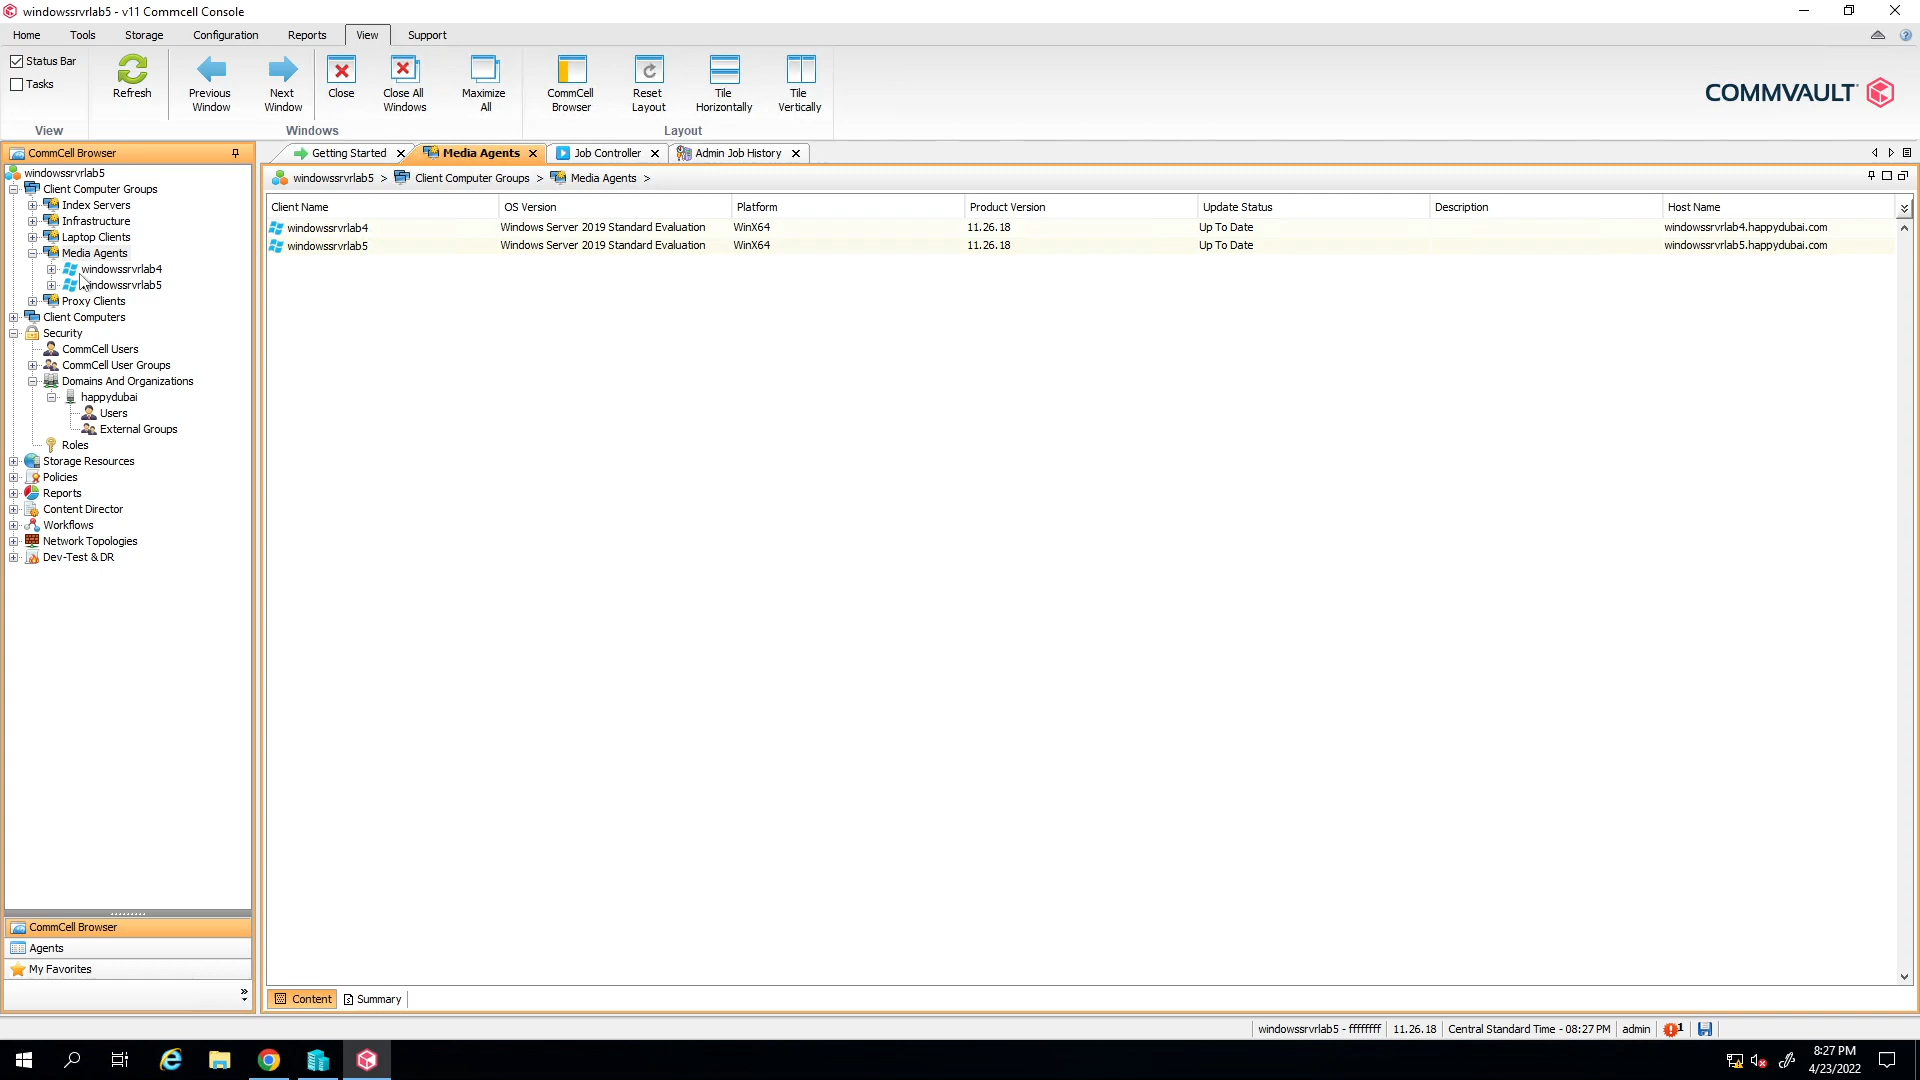 windowssrvrlab5 - v11 Commcell Console
Home Tools Storage Configuration Reports View Support
Status Bar
Tasks
Refresh
Previous Window
Next Window
Close
Close All Windows
Maximize All
CommCell Browser
Reset Layout
Tile Horizontally
Tile Vertically
View
Windows
Layout
COMMVAULT
CommCell Browser
windowssrvrlab5
Client Computer Groups
Index Servers
Infrastructure
Laptop Clients
Media Agents
windowssrvrlab4
windowssrvrlab5
Proxy Clients
Client Computers
Security
CommCell Users
CommCell User Groups
Domains And Organizations
happydubai
Users
External Groups
Roles
Storage Resources
Policies
Reports
Content Director
Workflows
Network Topologies
Dev-Test & DR
CommCell Browser
Agents
My Favorites
Getting Started Media Agents Job Controller Admin Job History
windowssrvrlab5 > Client Computer Groups > Media Agents >
Client Name OS Version Platform Product Version Update Status Description Host Name
windowssrvrlab4 Windows Server 2019 Standard Evaluation WinX64 11.26.18 Up To Date windowssrvrlab4.happydubai.com
windowssrvrlab5 Windows Server 2019 Standard Evaluation WinX64 11.26.18 Up To Date windowssrvrlab5.happydubai.com
Content Summary
windowssrvrlab5 - ffffffff 11.26.18 Central Standard Time - 08:27 PM admin 1
8:27 PM
4/23/2022